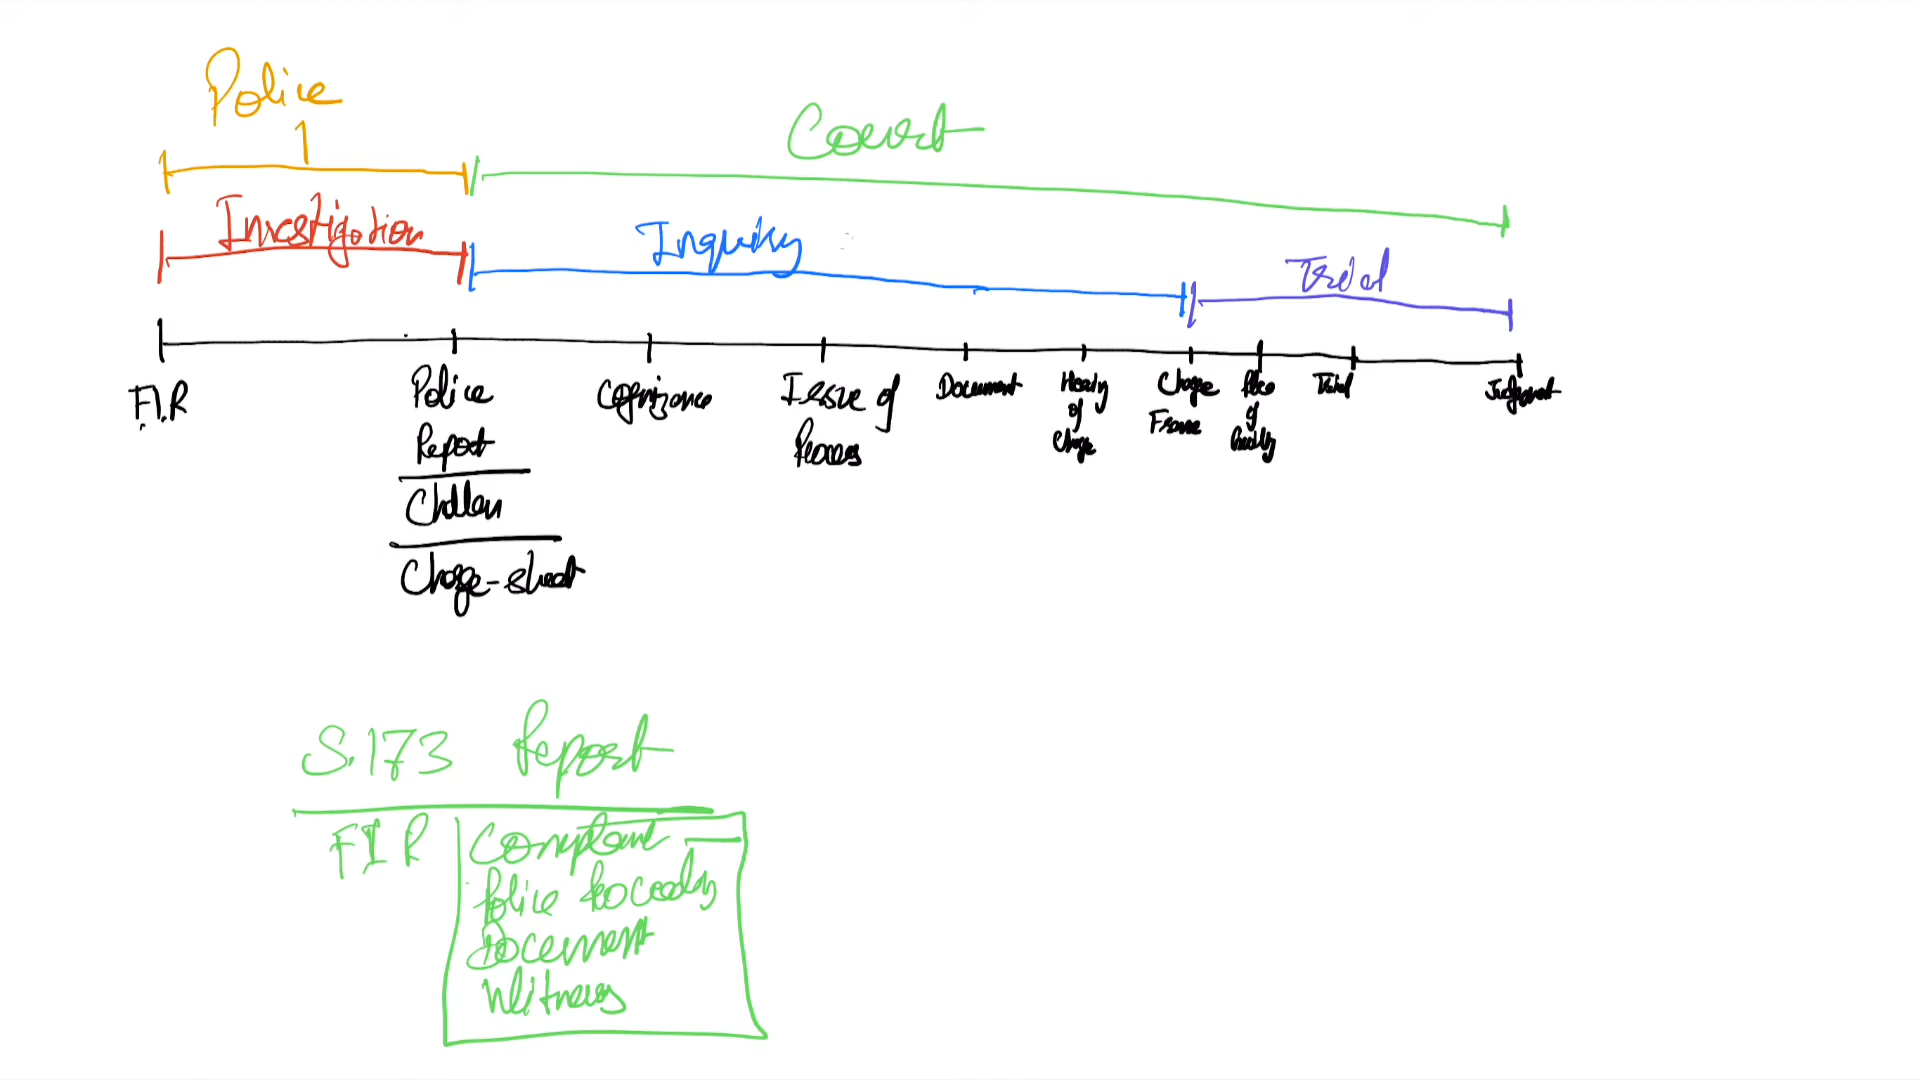 Police
Court
Investigation
Inquiry
Trial
F.I.R
Police
Report
Challan
Charge-sheet
Cognizance
Issue of
Process
Document
Hearing
of
Charge
Charge
Frame
Plea
of
Guilty
Trial
Judgment
S.173 Report
FIR
Complaint
Police
Document
Witness